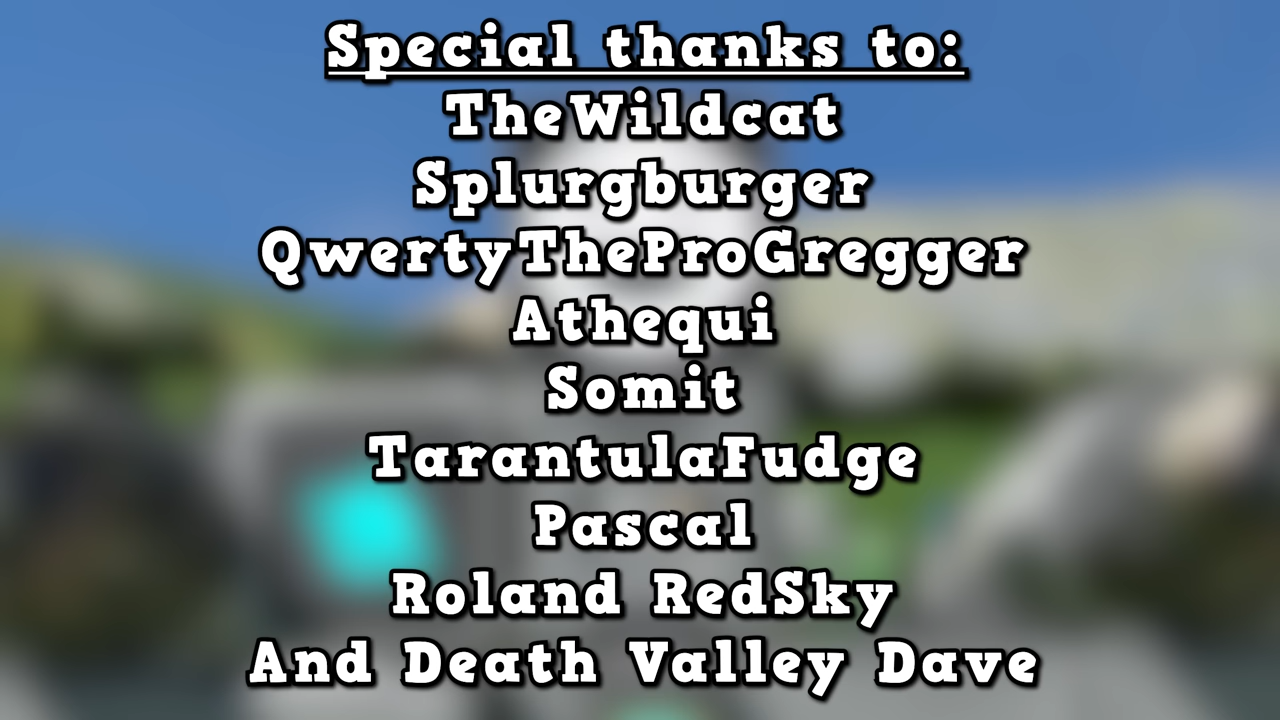 Special thanks to:
TheWildcat
Splurgburger
QwertyTheProGregger
Athequi
Somit
TarantulaFudge
Pascal
Roland RedSky
And Death Valley Dave